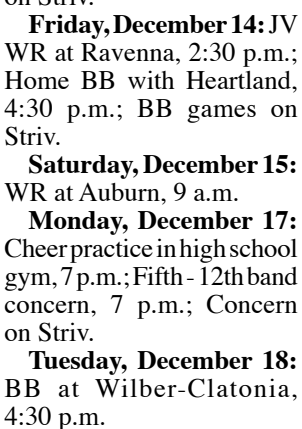 on Striv.
Friday, December 14: JV
WR at Ravenna, 2:30 p.m.;
Home BB with Heartland,
4:30 p.m.; BB games on
Striv.
Saturday, December 15:
WR at Auburn, 9 a.m.
Monday, December 17:
Cheer practice in high school
gym, 7 p.m.; Fifth - 12th band
concern, 7 p.m.; Concern
on Striv.
Tuesday, December 18:
BB at Wilber-Clatonia,
4:30 p.m.